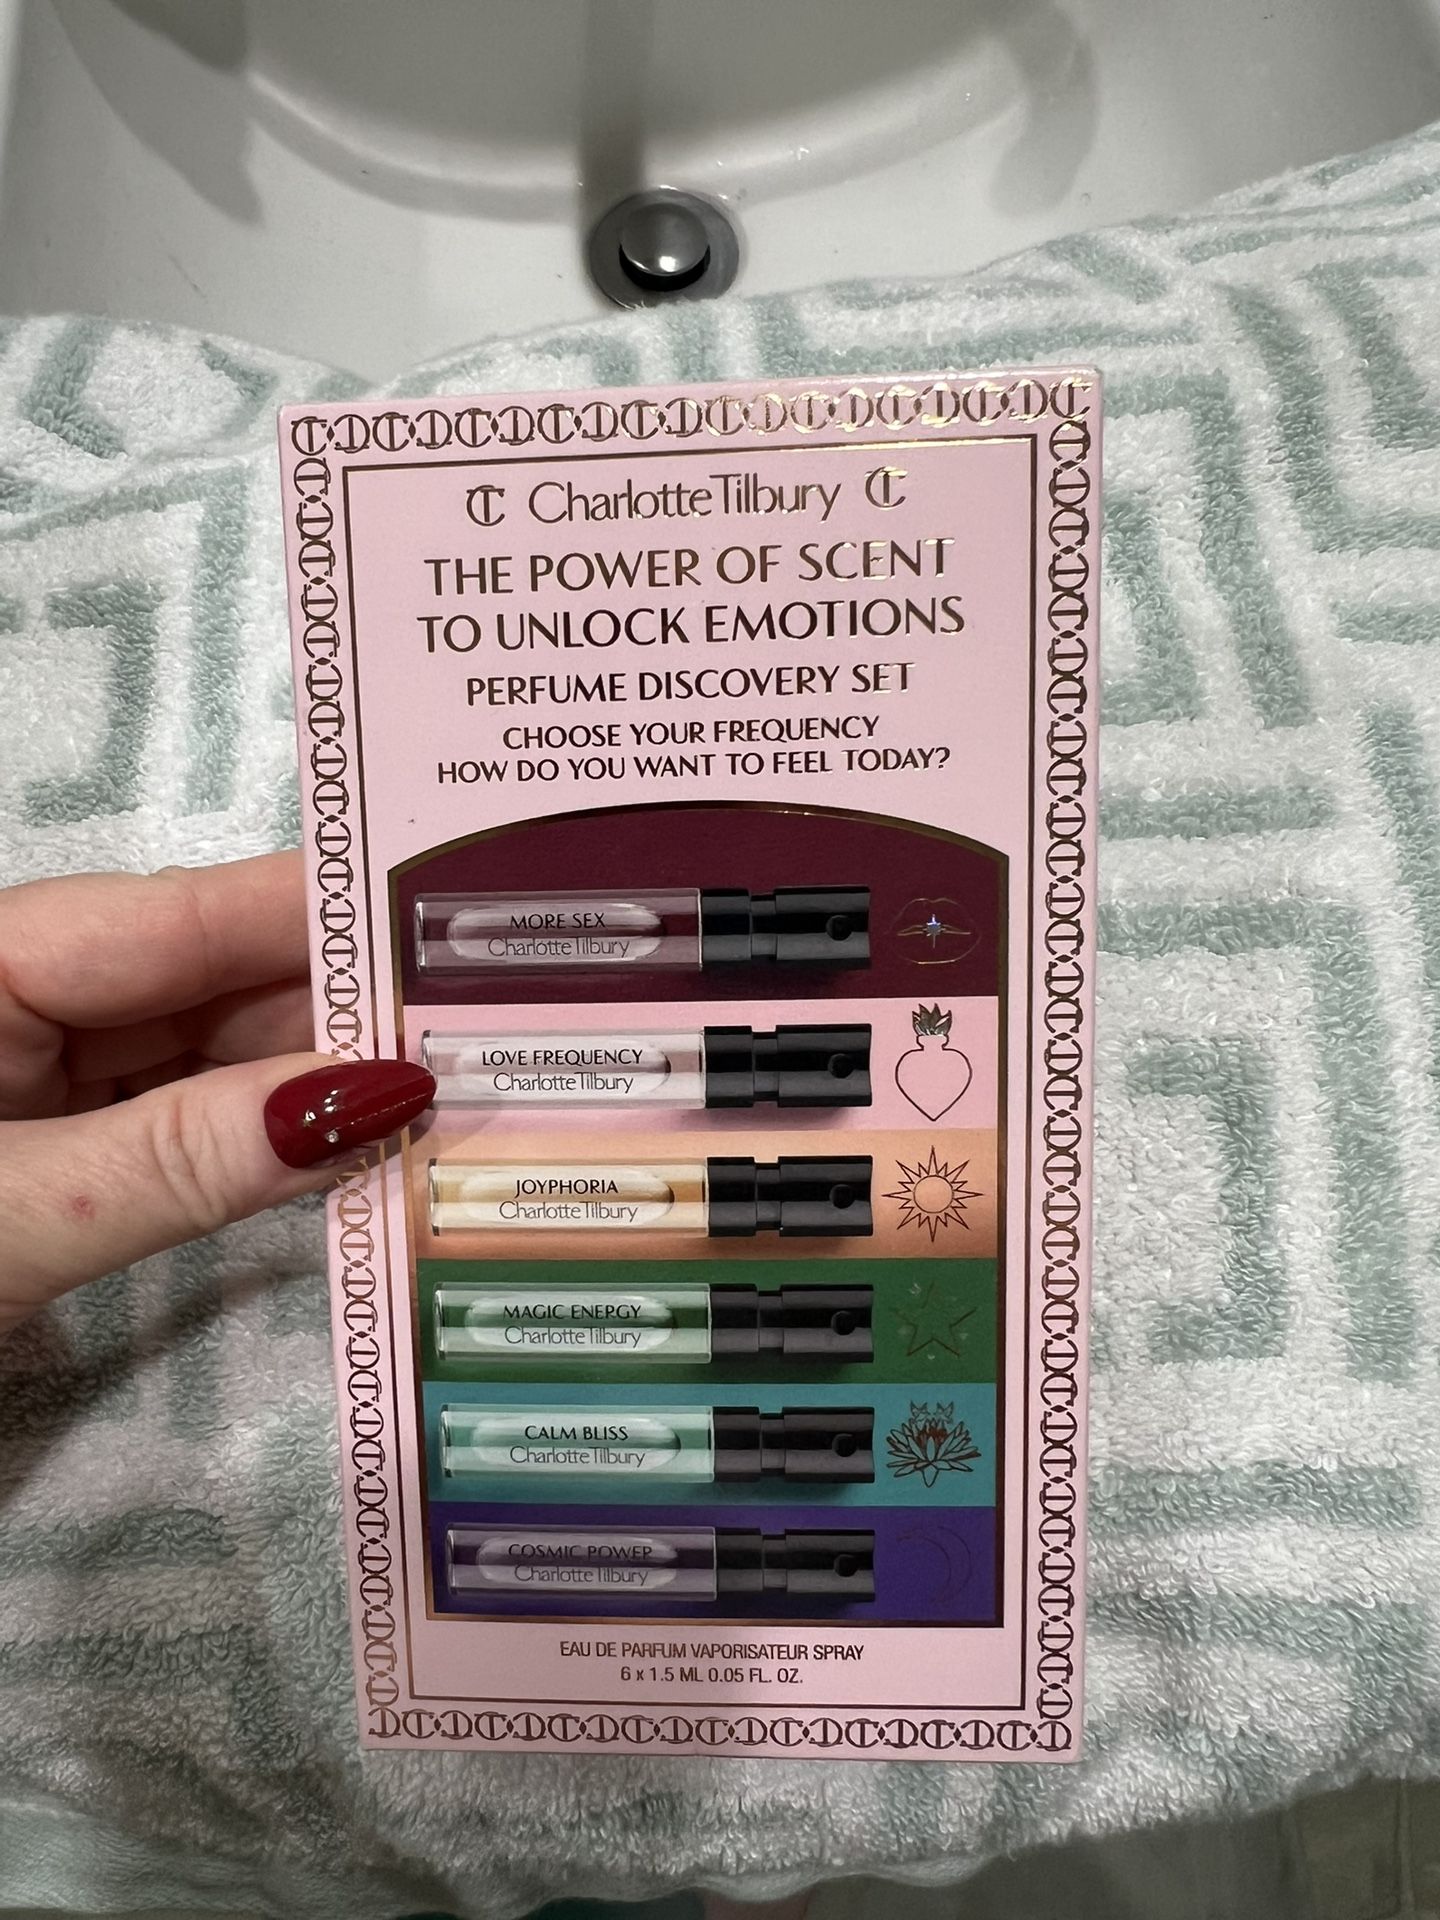 Charlotte Tilbury
THE POWER OF SCENT
TO UNLOCK EMOTIONS
PERFUME DISCOVERY SET
CHOOSE YOUR FREQUENCY
HOW DO YOU WANT TO FEEL TODAY?
MORE SEX
Charlotte Tilbury
LOVE FREQUENCY
Charlotte Tilbury
JOYPHORIA
Charlotte Tilbury
MAGIC ENERGY
Charlotte Tilbury
CALM BLISS
Charlotte Tilbury
COSMIC POWER
Charlotte Tilbury
EAU DE PARFUM VAPORISATEUR SPRAY
6 x 1.5 ML 0.05 FL. OZ.